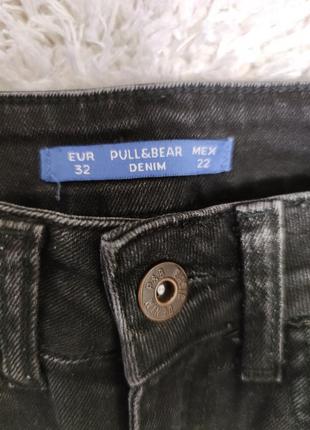 EUR PULL&BEAR MEX
32 DENIM 22
P&B